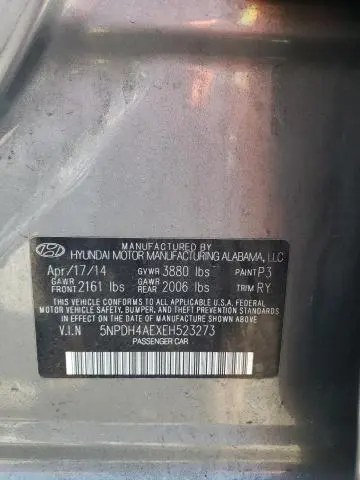 MANUFACTURED BY
HYUNDAI MOTOR MANUFACTURING ALABAMA, LLC
Apr/17/14 GVWR 3880 lbs PAINT P3
GAWR FRONT 2161 lbs GAWR REAR 2006 lbs TRIM RY
THIS VEHICLE CONFORMS TO ALL APPLICABLE U.S.A. FEDERAL
MOTOR VEHICLE SAFETY, BUMPER, AND THEFT PREVENTION STANDARDS
IN EFFECT ON THE DATE OF MANUFACTURE SHOWN ABOVE.
V.I.N 5NPDH4AEXEH523273
PASSENGER CAR